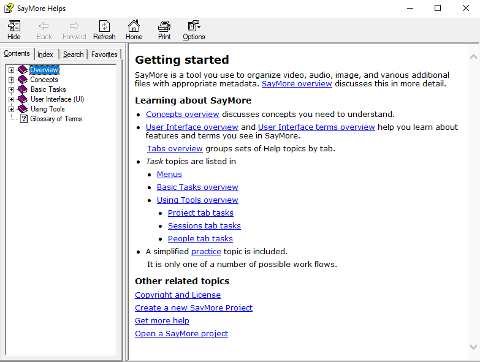 SayMore Helps
Hide Back Forward Refresh Home Print Options
Contents Index Search Favorites
Overview
Concepts
Basic Tasks
User Interface (UI)
Using Tools
Glossary of Terms
Getting started
SayMore is a tool you use to organize video, audio, image, and various additional
files with appropriate metadata. SayMore overview discusses this in more detail.
Learning about SayMore
• Concepts overview discusses concepts you need to understand.
• User Interface overview and User Interface terms overview help you learn about
features and terms you see in SayMore.
Tabs overview groups sets of Help topics by tab.
• Task topics are listed in
• Menus
• Basic Tasks overview
• Using Tools overview
• Project tab tasks
• Sessions tab tasks
• People tab tasks
• A simplified practice topic is included.
It is only one of a number of possible work flows.
Other related topics
Copyright and License
Create a new SayMore Project
Get more help
Open a SayMore project